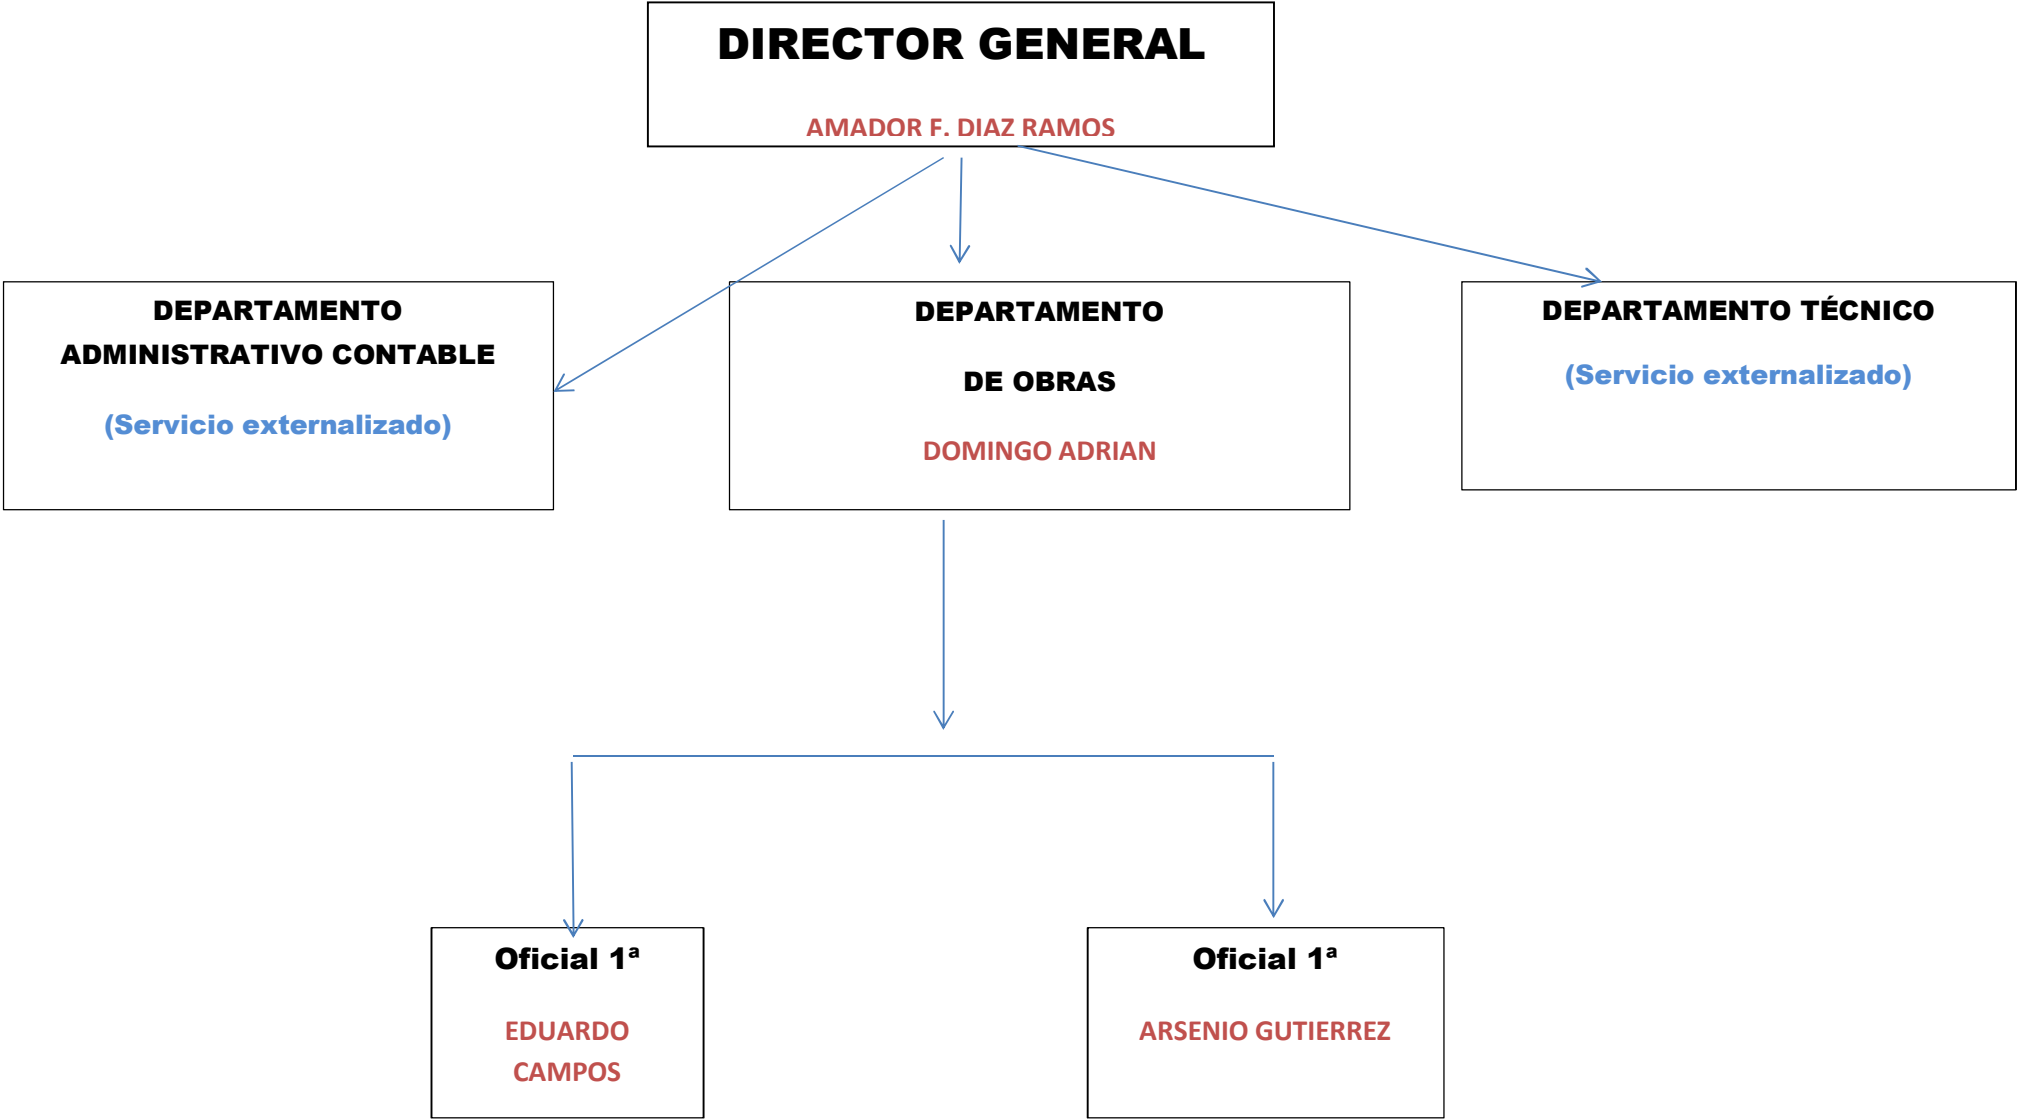 DIRECTOR GENERAL
AMADOR F. DIAZ RAMOS
DEPARTAMENTO
ADMINISTRATIVO CONTABLE
(Servicio externalizado)
DEPARTAMENTO
DE OBRAS
DOMINGO ADRIAN
DEPARTAMENTO TÉCNICO
(Servicio externalizado)
Oficial 1ª
EDUARDO
CAMPOS
Oficial 1ª
ARSENIO GUTIERREZ